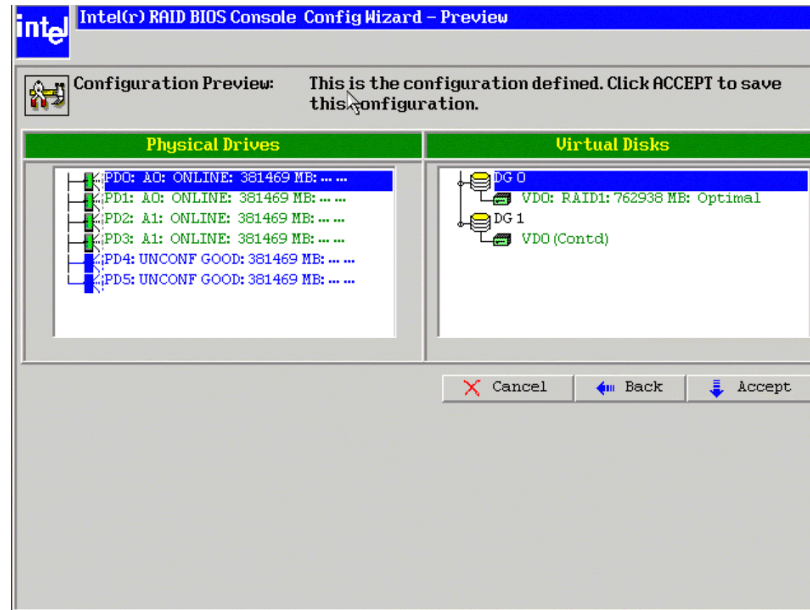 intel
Intel(r) RAID BIOS Console Config Wizard - Preview
Configuration Preview: This is the configuration defined. Click ACCEPT to save
this configuration.
Physical Drives
PD0: A0: ONLINE: 381469 MB: ... ...
PD1: A0: ONLINE: 381469 MB: ... ...
PD2: A1: ONLINE: 381469 MB: ... ...
PD3: A1: ONLINE: 381469 MB: ... ...
PD4: UNCONF GOOD: 381469 MB: ... ...
PD5: UNCONF GOOD: 381469 MB: ... ...
Virtual Disks
DG 0
VD0: RAID1: 762938 MB: Optimal
DG 1
VD0 (Contd)
Cancel Back Accept